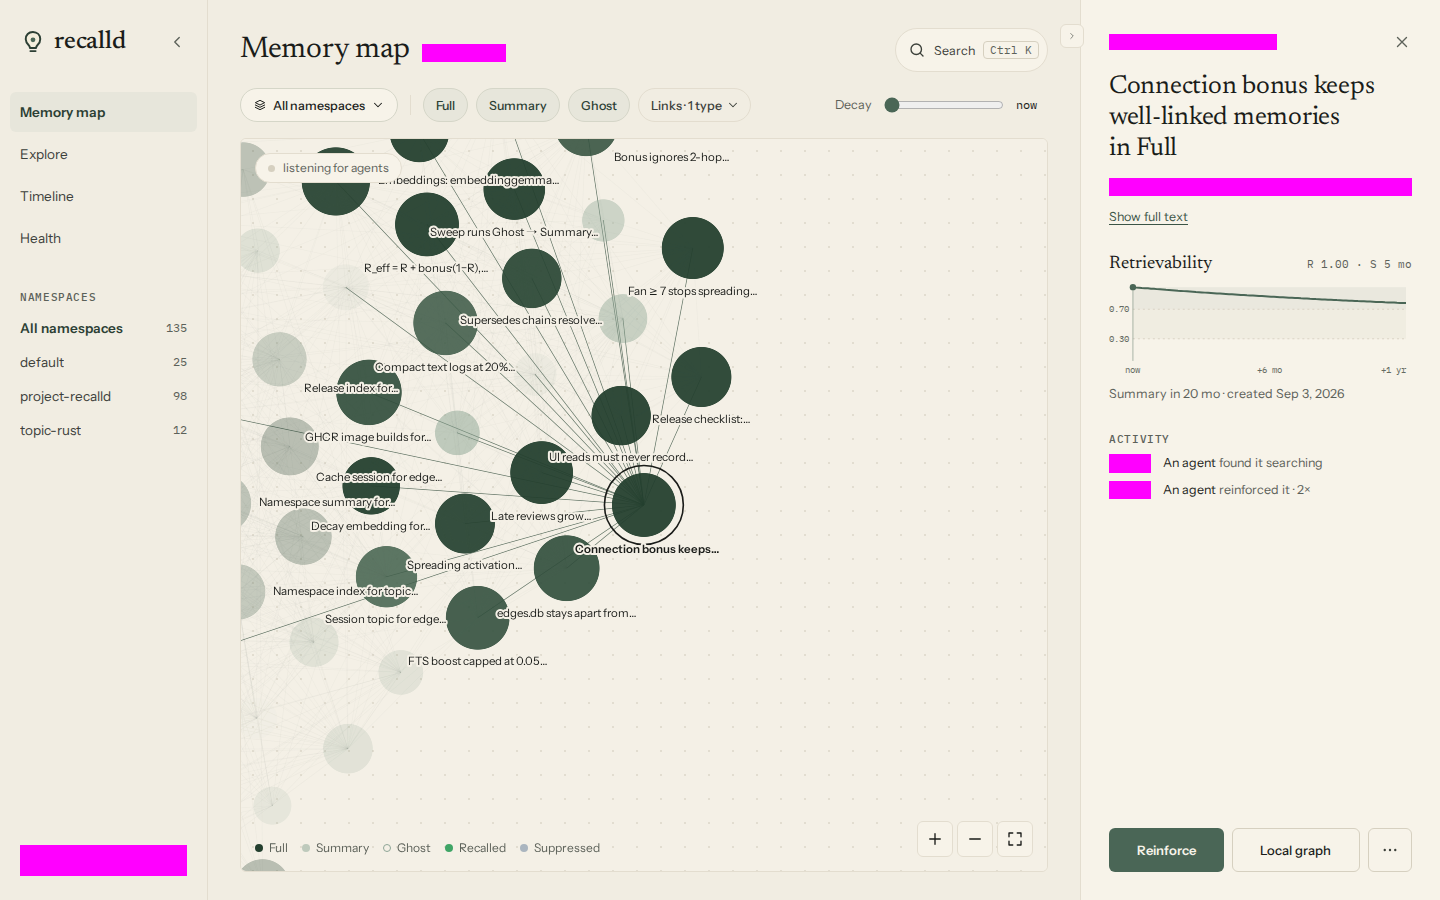 recalld
Memory map
Explore
Timeline
Health
NAMESPACES
All namespaces 135
default 25
project-recalld 98
topic-rust 12
Memory map
Search Ctrl K
All namespaces
Full
Summary
Ghost
Links · 1 type
Decay
now
listening for agents
Bonus ignores 2-hop...
Embeddings: embeddinggemma...
Sweep runs Ghost → Summary...
R_eff = R + bonus(1−R),...
Fan ≥ 7 stops spreading...
Supersedes chains resolve...
Compact text logs at 20%...
Release index for...
Release checklist:...
GHCR image builds for...
UI reads must never record...
Cache session for edge...
Namespace summary for...
Late reviews grow...
Decay embedding for...
Connection bonus keeps...
Spreading activation...
Namespace index for topic...
edges.db stays apart from...
Session topic for edge...
FTS boost capped at 0.05...
Full
Summary
Ghost
Recalled
Suppressed
Connection bonus keeps
well-linked memories
in Full
Show full text
Retrievability
R 1.00 · S 5 mo
0.70
0.30
now
+6 mo
+1 yr
Summary in 20 mo · created Sep 3, 2026
ACTIVITY
An agent found it searching
An agent reinforced it · 2×
Reinforce
Local graph